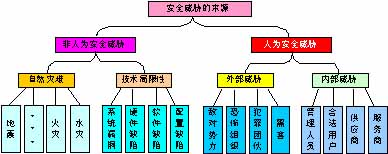 安全威胁的来源
非人为安全威胁
人为安全威胁
自然灾难
技术局限性
外部威胁
内部威胁
地震
。。。
火灾
水灾
系统漏洞
硬件缺陷
软件缺陷
配置缺陷
敌对势力
恐怖组织
犯罪团伙
黑客
管理人员
合法用户
供应商
服务商